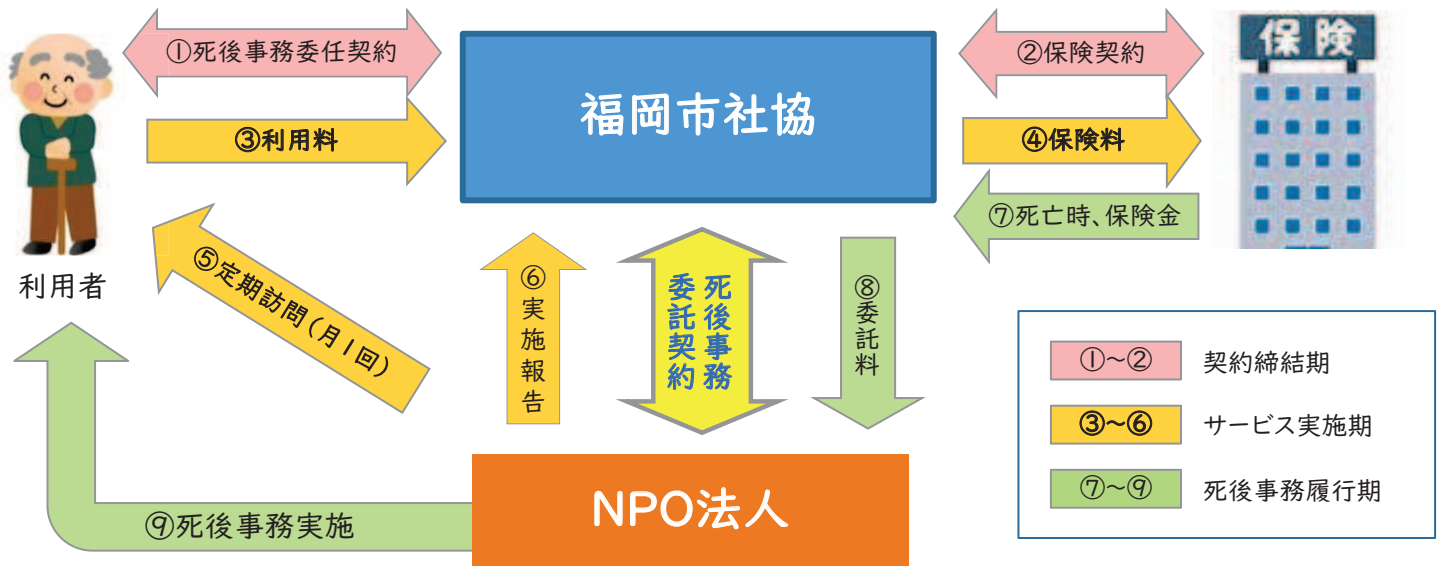 ①死後事務委任契約
福岡市社協
②保険契約
保険
③利用料
④保険料
⑦死亡時、保険金
利用者
⑤定期訪問(月1回)
⑥実施報告
死後事務
委託契約
⑧委託料
①～② 契約締結期
③～⑥ サービス実施期
⑦～⑨ 死後事務履行期
NPO法人
⑨死後事務実施